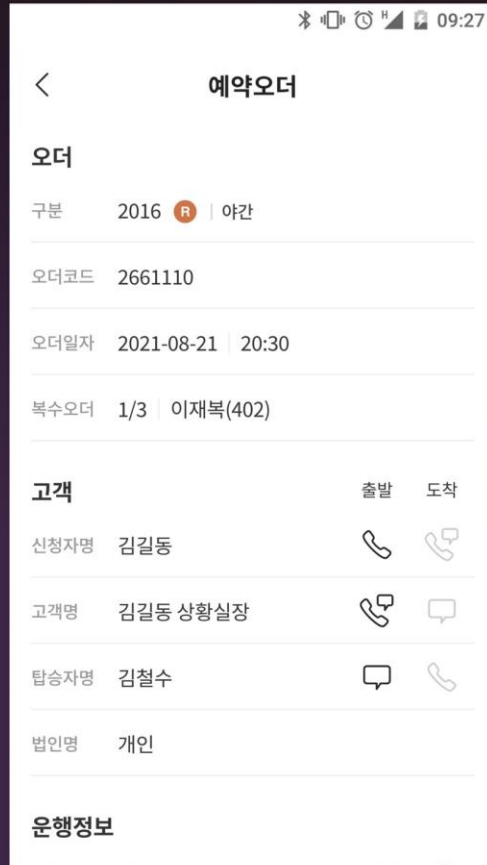 H 09:27
예약오더
오더
구분 2016 R 야간
오더코드 2661110
오더일자 2021-08-21 20:30
복수오더 1/3 이재복(402)
고객 출발 도착
신청자명 김길동
고객명 김길동 상황실장
탑승자명 김철수
법인명 개인
운행정보